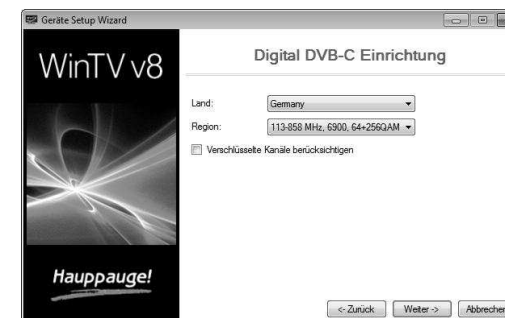 Geräte Setup Wizard
WinTV v8
Digital DVB-C Einrichtung
Land: Germany
Region: 113-858 MHz, 6900, 64+256QAM
Verschlüsselte Kanäle berücksichtigen
Hauppauge!
<- Zurück Weiter -> Abbrechen